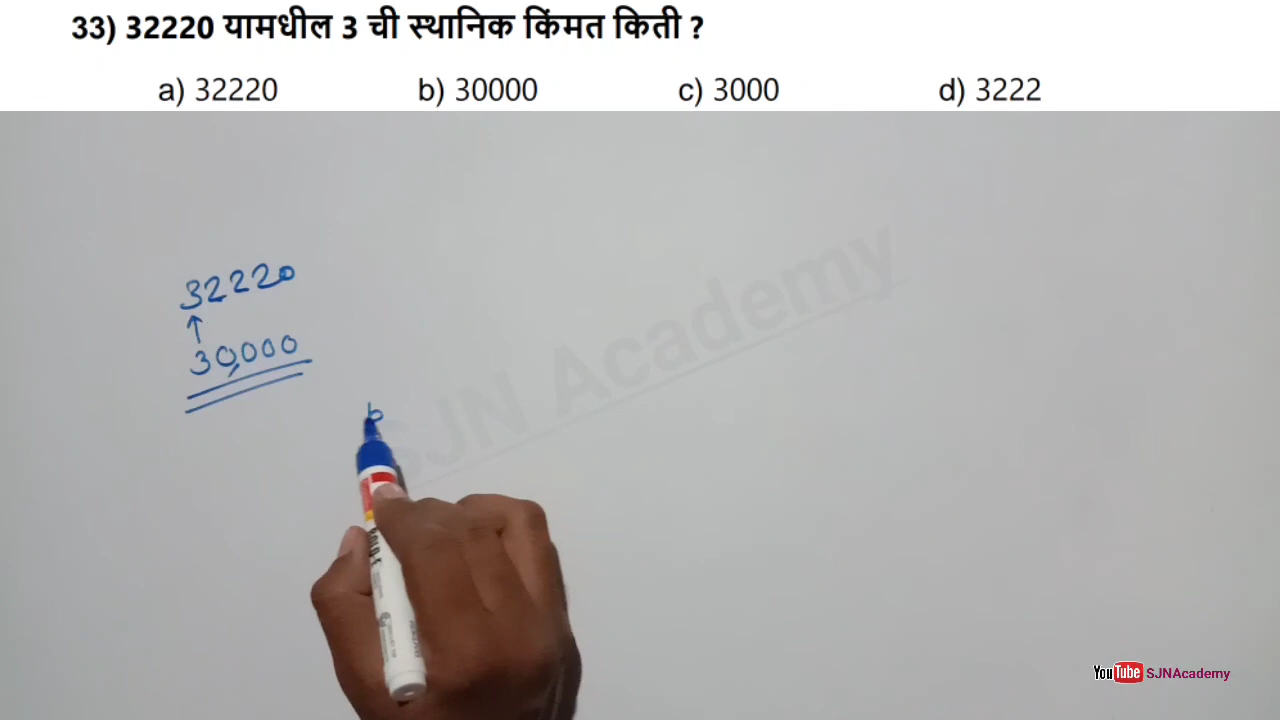 33) 32220 यामधील 3 ची स्थानिक किंमत किती ?
a) 32220 b) 30000 c) 3000 d) 3222
32220
↑
30,000
b
SJN Academy
YouTube SJNAcademy